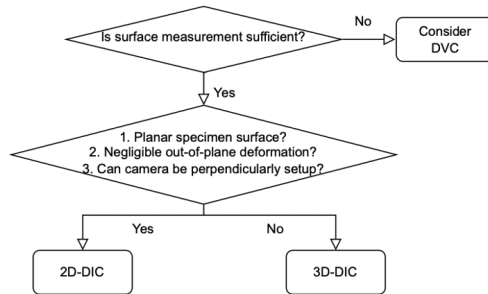 Is surface measurement sufficient?
No
Consider
DVC
Yes
1. Planar specimen surface?
2. Negligible out-of-plane deformation?
3. Can camera be perpendicularly setup?
Yes
No
2D-DIC
3D-DIC